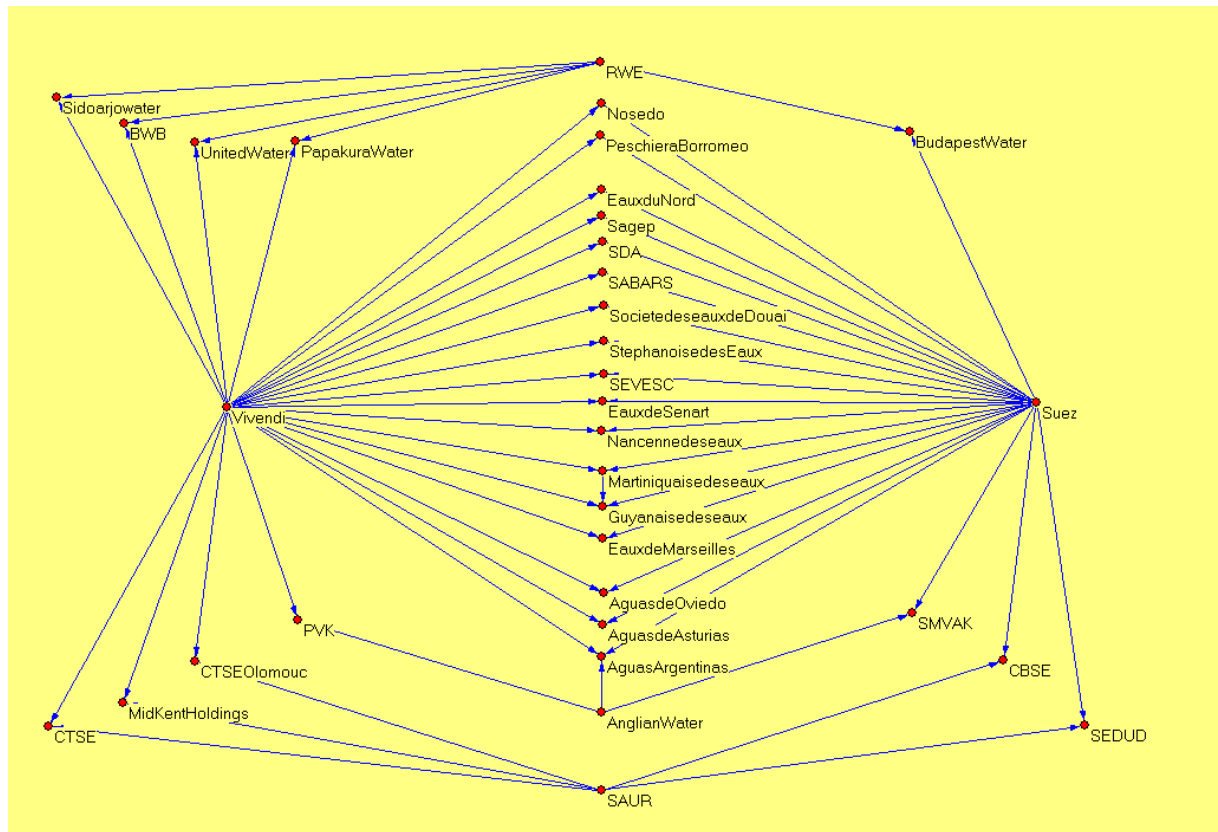 RWE
Sidoarjowater
Nosedo
BWB
UnitedWater
PapakuraWater
PeschieraBorromeo
BudapestWater
EauxduNord
Sagep
SDA
SABARS
SocietedeseauxdeDouai
StephanoisedesEaux
SEVESC
EauxdeSenart
Vivendi
Suez
Nancennedeseaux
Martiniquaisedeseaux
Guyanaisedeseaux
EauxdeMarseilles
AguasdeOviedo
PVK
AguasdeAsturias
SMVAK
CTSEOlomouc
AguasArgentinas
CBSE
MidKentHoldings
AnglianWater
CTSE
SEDUD
SAUR